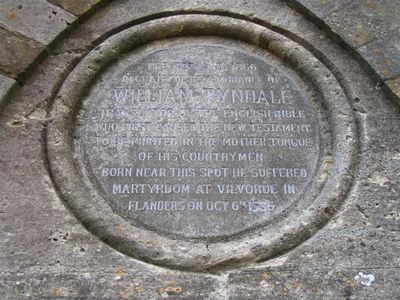 ERECTED A.D. 1866
IN GRATEFUL REMEMBRANCE OF
WILLIAM TYNDALE
TRANSLATOR OF THE ENGLISH BIBLE
WHO FIRST CAUSED THE NEW TESTAMENT
TO BE PRINTED IN THE MOTHER TONGUE
OF HIS COUNTRYMEN
BORN NEAR THIS SPOT HE SUFFERED
MARTYRDOM AT VILVORDE IN
FLANDERS ON OCT 6TH 1536